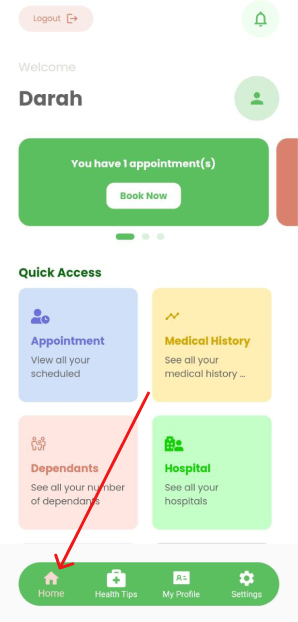 Logout
Welcome
Darah
You have 1 appointment(s)
Book Now
Quick Access
Appointment
View all your
scheduled
Medical History
See all your
medical history ...
Dependants
See all your number
of dependants
Hospital
See all your
hospitals
Home
Health Tips
My Profile
Settings